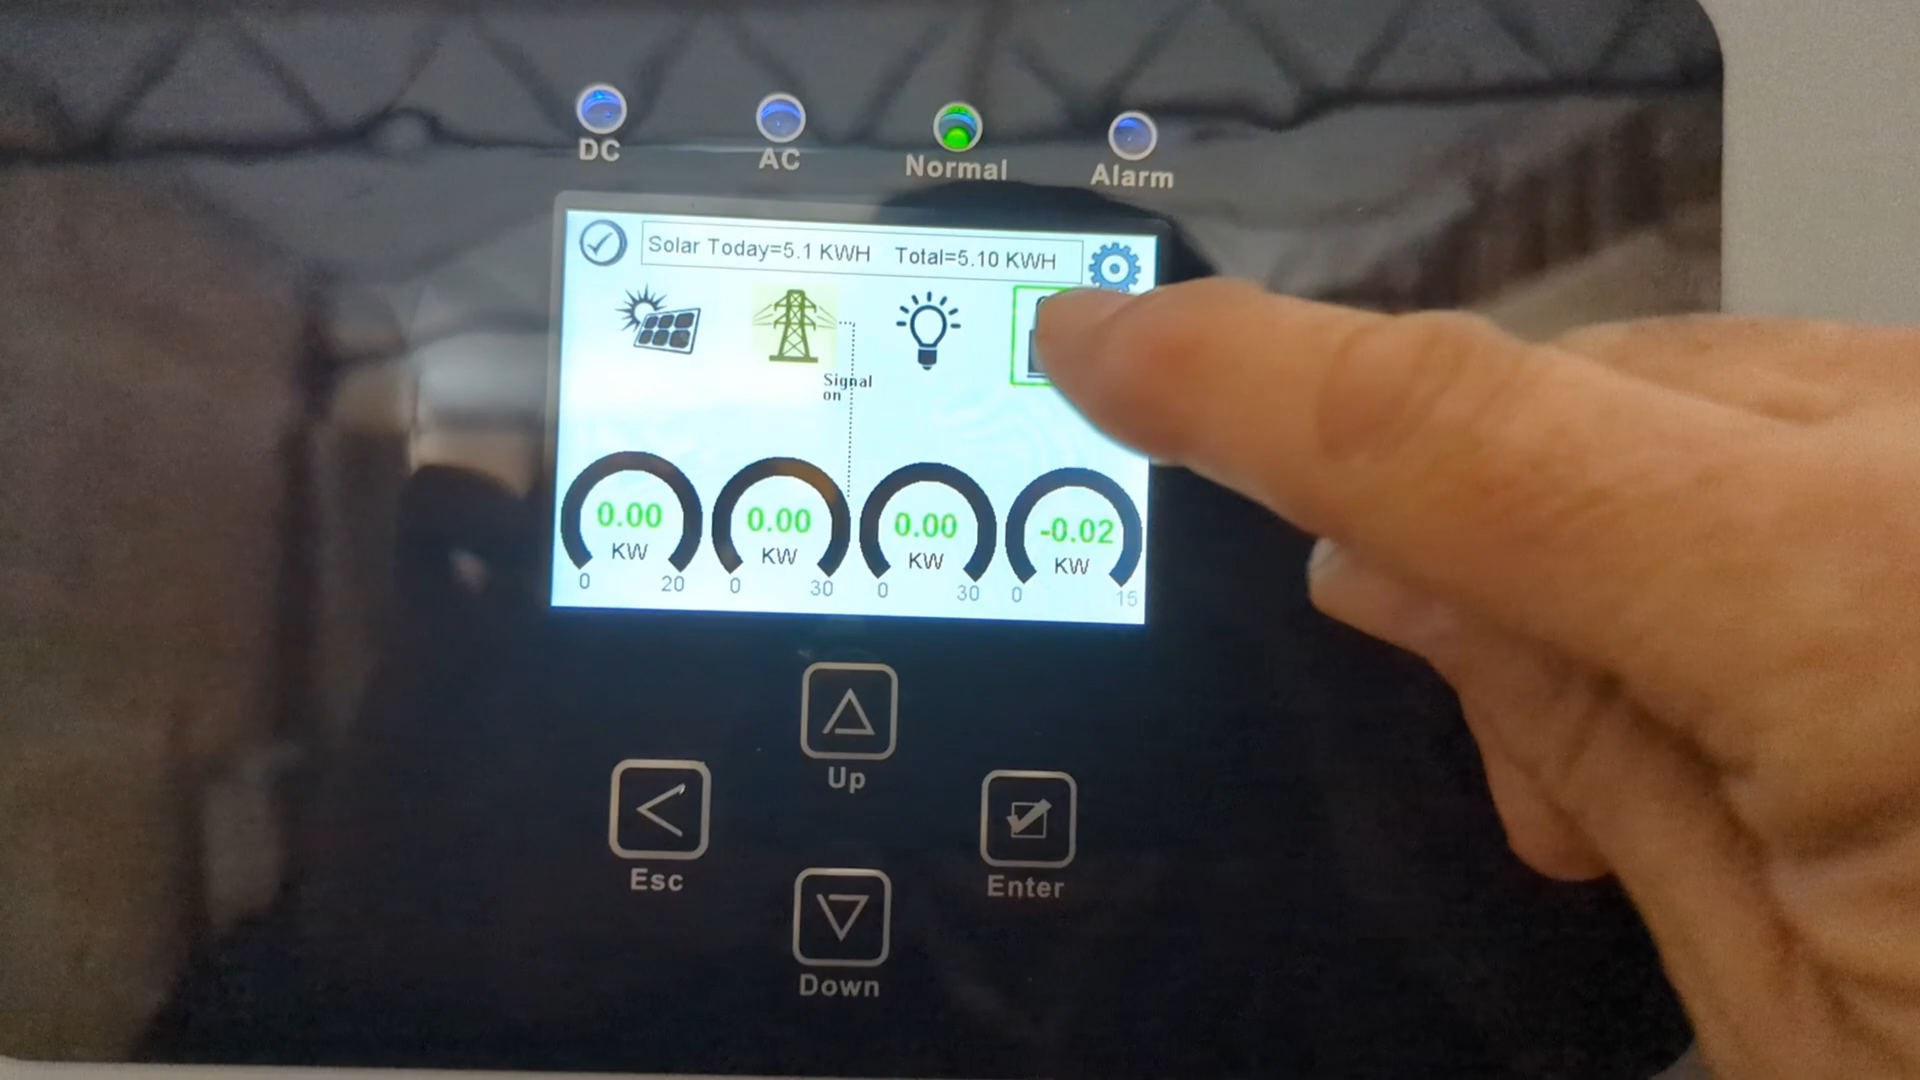 DC AC Normal Alarm
Solar Today=5.1 KWH Total=5.10 KWH
Signal
on
0.00 0.00 0.00 -0.02
KW KW KW KW
0 20 0 30 0 30 0 15
Up
Esc Enter
Down